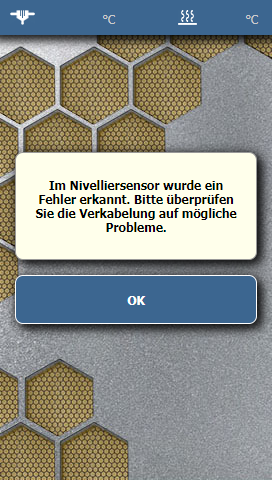 °C °C
Im Nivelliersensor wurde ein
Fehler erkannt. Bitte überprüfen
Sie die Verkabelung auf mögliche
Probleme.
OK